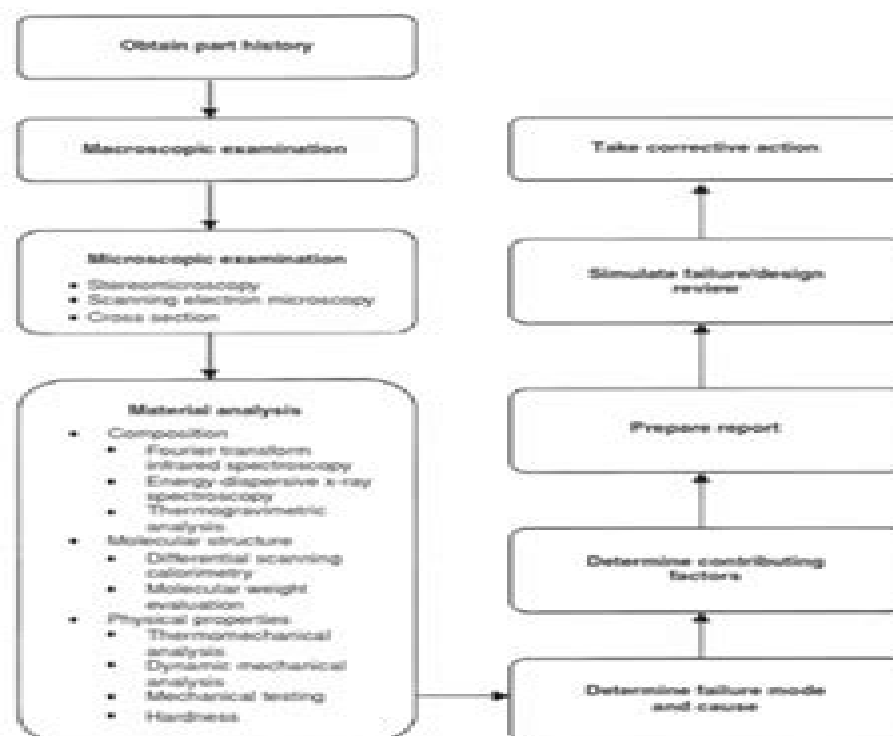 Obtain part history
Macroscopic examination
Microscopic examination
• Stereomicroscopy
• Scanning electron microscopy
• Cross section
Material analysis
• Composition
• Fourier transform
infrared spectroscopy
• Energy-dispersive x-ray
spectroscopy
• Thermogravimetric
analysis
• Molecular structure
• Differential scanning
calorimetry
• Molecular weight
evaluation
• Physical properties
• Thermomechanical
analysis
• Dynamic mechanical
analysis
• Mechanical testing
• Hardness
Determine failure mode
and cause
Determine contributing
factors
Prepare report
Simulate failure/design
review
Take corrective action